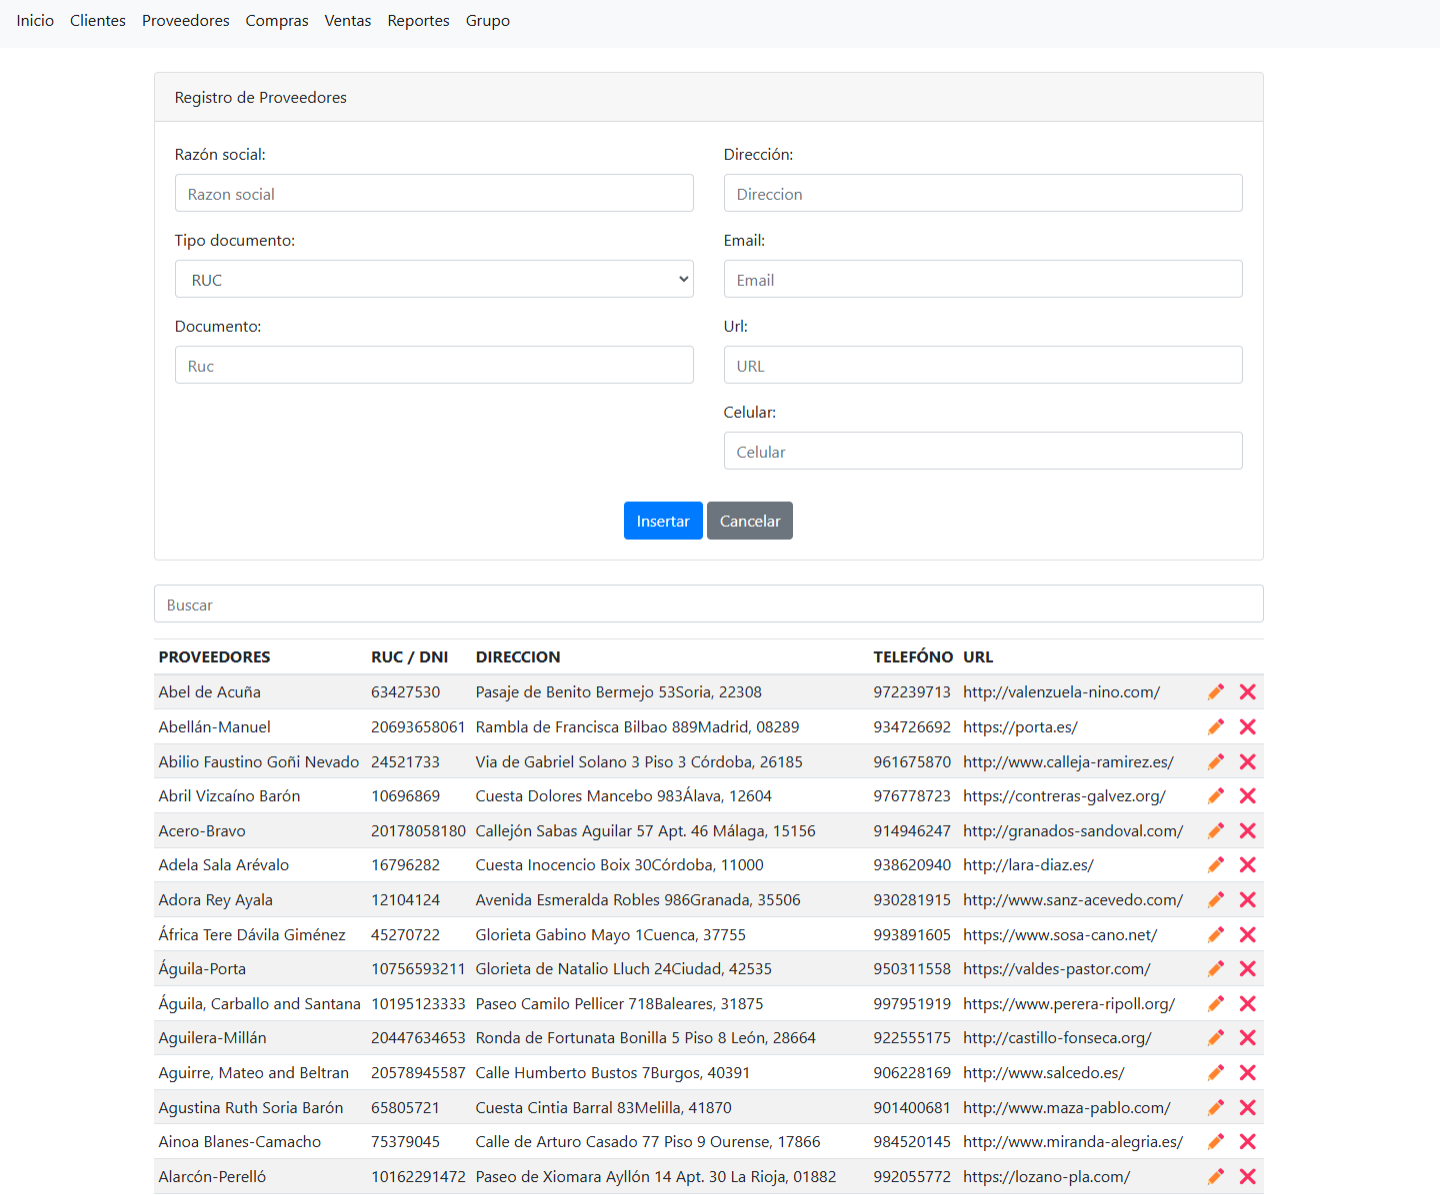 Inicio Clientes Proveedores Compras Ventas Reportes Grupo
Registro de Proveedores
Razón social:
Razon social
Tipo documento:
RUC
Documento:
Ruc
Dirección:
Direccion
Email:
Email
Url:
URL
Celular:
Celular
Insertar Cancelar
Buscar
PROVEEDORES RUC / DNI DIRECCION TELEFÓNO URL
Abel de Acuña 63427530 Pasaje de Benito Bermejo 53Soria, 22308 972239713 http://valenzuela-nino.com/
Abellán-Manuel 20693658061 Rambla de Francisca Bilbao 889Madrid, 08289 934726692 https://porta.es/
Abilio Faustino Goñi Nevado 24521733 Via de Gabriel Solano 3 Piso 3 Córdoba, 26185 961675870 http://www.calleja-ramirez.es/
Abril Vizcaíno Barón 10696869 Cuesta Dolores Mancebo 983Álava, 12604 976778723 https://contreras-galvez.org/
Acero-Bravo 20178058180 Callejón Sabas Aguilar 57 Apt. 46 Málaga, 15156 914946247 http://granados-sandoval.com/
Adela Sala Arévalo 16796282 Cuesta Inocencio Boix 30Córdoba, 11000 938620940 http://lara-diaz.es/
Adora Rey Ayala 12104124 Avenida Esmeralda Robles 986Granada, 35506 930281915 http://www.sanz-acevedo.com/
África Tere Dávila Giménez 45270722 Glorieta Gabino Mayo 1Cuenca, 37755 993891605 https://www.sosa-cano.net/
Águila-Porta 10756593211 Glorieta de Natalio Lluch 24Ciudad, 42535 950311558 https://valdes-pastor.com/
Águila, Carballo and Santana 10195123333 Paseo Camilo Pellicer 718Baleares, 31875 997951919 https://www.perera-ripoll.org/
Aguilera-Millán 20447634653 Ronda de Fortunata Bonilla 5 Piso 8 León, 28664 922555175 http://castillo-fonseca.org/
Aguirre, Mateo and Beltran 20578945587 Calle Humberto Bustos 7Burgos, 40391 906228169 http://www.salcedo.es/
Agustina Ruth Soria Barón 65805721 Cuesta Cintia Barral 83Melilla, 41870 901400681 http://www.maza-pablo.com/
Ainoa Blanes-Camacho 75379045 Calle de Arturo Casado 77 Piso 9 Ourense, 17866 984520145 http://www.miranda-alegria.es/
Alarcón-Perelló 10162291472 Paseo de Xiomara Ayllón 14 Apt. 30 La Rioja, 01882 992055772 https://lozano-pla.com/